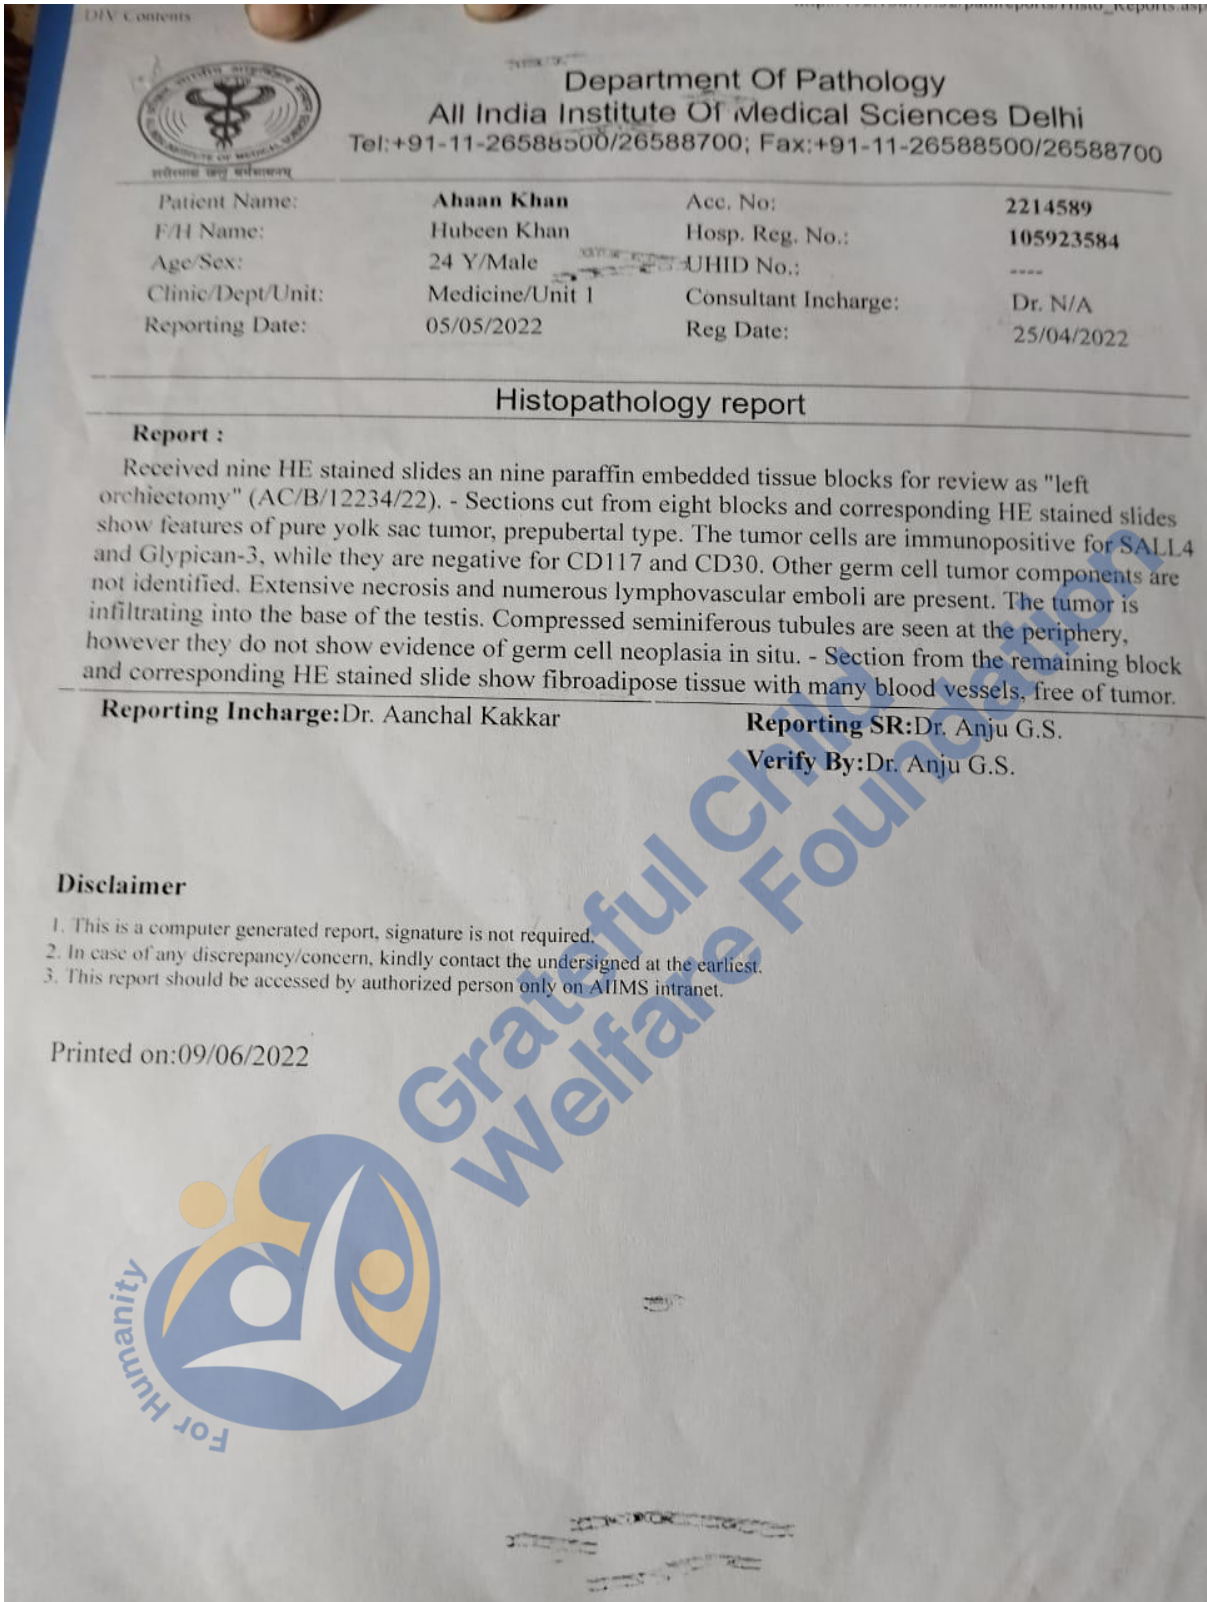 DIV Contents
Department Of Pathology
All India Institute Of Medical Sciences Delhi
Tel:+91-11-26588500/26588700; Fax:+91-11-26588500/26588700
Patient Name: Ahaan Khan Acc. No: 2214589
F/H Name: Hubeen Khan Hosp. Reg. No.: 105923584
Age/Sex: 24 Y/Male UHID No.: ----
Clinic/Dept/Unit: Medicine/Unit 1 Consultant Incharge: Dr. N/A
Reporting Date: 05/05/2022 Reg Date: 25/04/2022
Histopathology report
Report :
Received nine HE stained slides an nine paraffin embedded tissue blocks for review as "left
orchiectomy" (AC/B/12234/22). - Sections cut from eight blocks and corresponding HE stained slides
show features of pure yolk sac tumor, prepubertal type. The tumor cells are immunopositive for SALL4
and Glypican-3, while they are negative for CD117 and CD30. Other germ cell tumor components are
not identified. Extensive necrosis and numerous lymphovascular emboli are present. The tumor is
infiltrating into the base of the testis. Compressed seminiferous tubules are seen at the periphery,
however they do not show evidence of germ cell neoplasia in situ. - Section from the remaining block
and corresponding HE stained slide show fibroadipose tissue with many blood vessels, free of tumor.
Reporting Incharge:Dr. Aanchal Kakkar Reporting SR:Dr. Anju G.S.
Verify By:Dr. Anju G.S.
Disclaimer
1. This is a computer generated report, signature is not required.
2. In case of any discrepancy/concern, kindly contact the undersigned at the earliest.
3. This report should be accessed by authorized person only on AIIMS intranet.
Printed on:09/06/2022
Grateful Child
Welfare Foundation
For Humanity